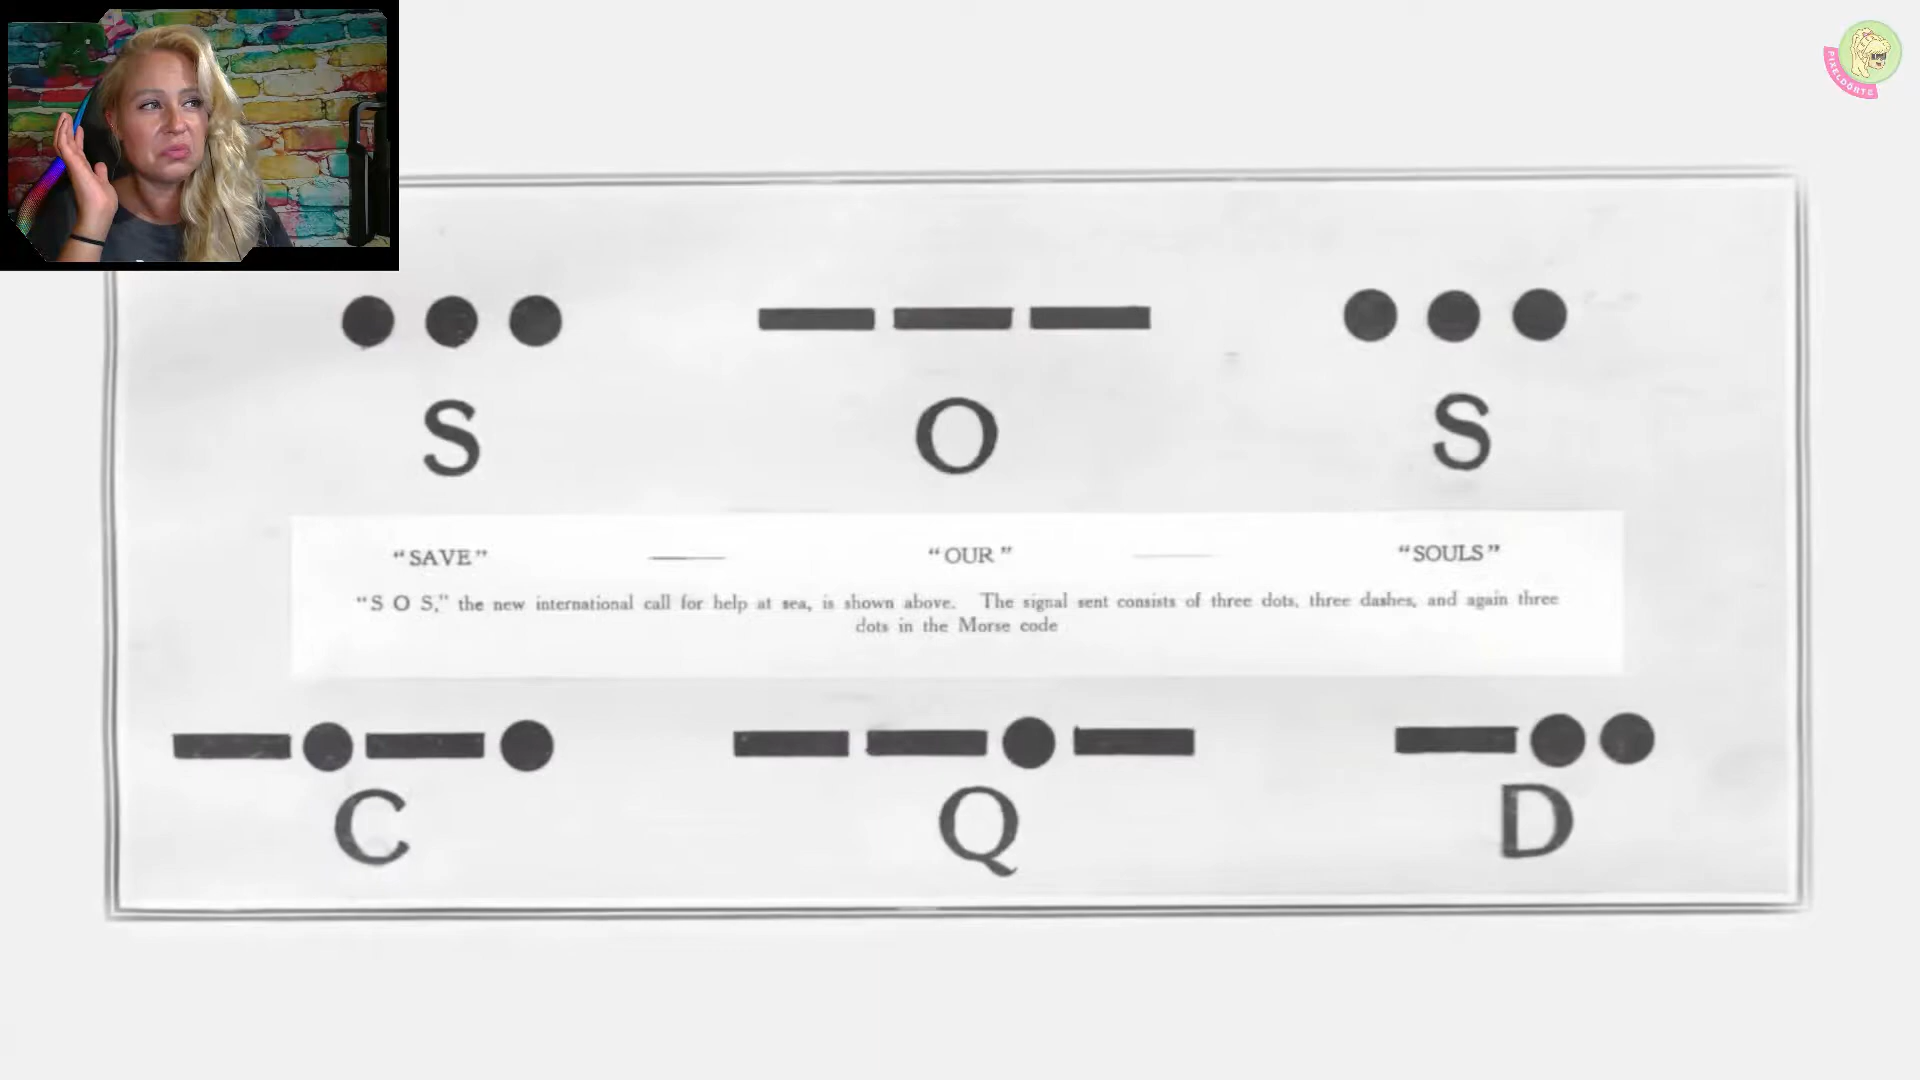 PIXELDÖRTE
S O S
“SAVE” —— “OUR” —— “SOULS”
“S O S,” the new international call for help at sea, is shown above. The signal sent consists of three dots, three dashes, and again three
dots in the Morse code
C Q D